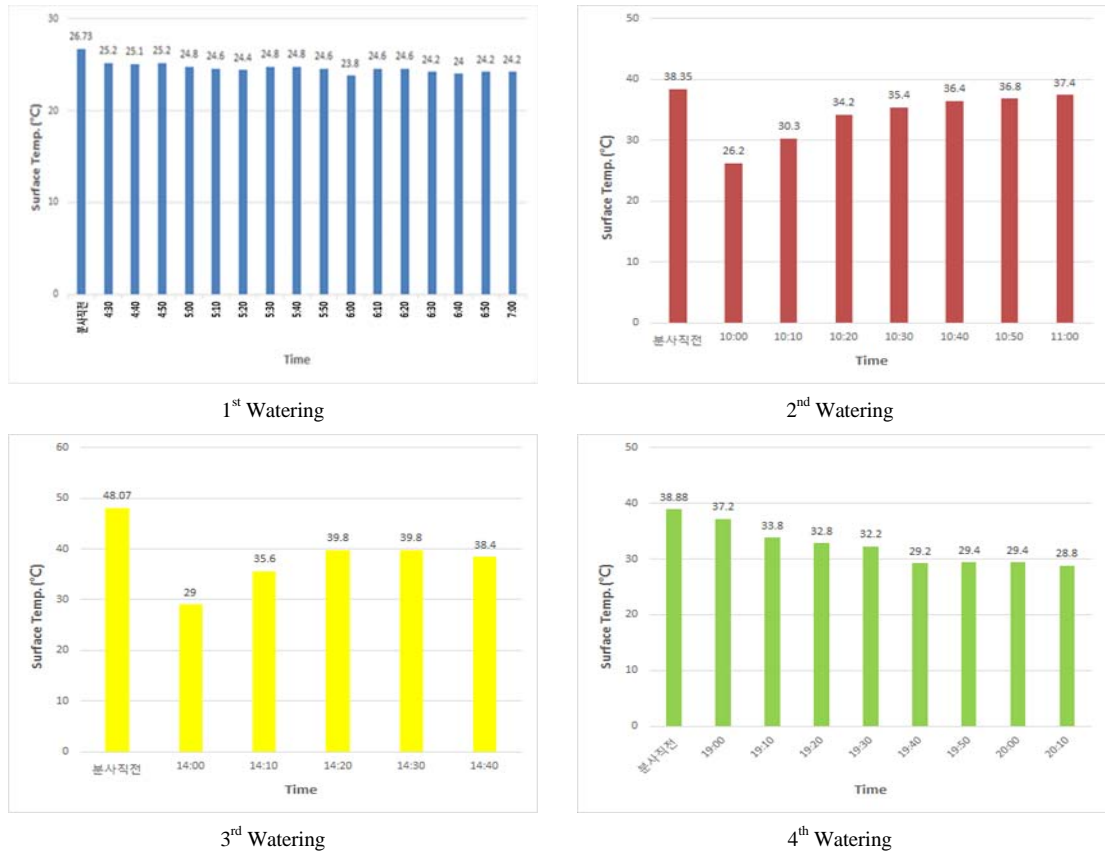 30
26.73
25.2 25.1 25.2 24.8 24.6 24.4 24.8 24.8 24.6 23.8 24.6 24.6 24.2 24 24.2 24.2
20
10
0
Surface Temp. (°C)
분사직전 4:30 4:40 4:50 5:00 5:10 5:20 5:30 5:40 5:50 6:00 6:10 6:20 6:30 6:40 6:50 7:00
Time
1st Watering
50
40
30
20
10
0
Surface Temp. (°C)
38.35 26.2 30.3 34.2 35.4 36.4 36.8 37.4
분사직전 10:00 10:10 10:20 10:30 10:40 10:50 11:00
Time
2nd Watering
60
50
40
30
20
10
0
Surface Temp. (°C)
48.07 29 35.6 39.8 39.8 38.4
분사직전 14:00 14:10 14:20 14:30 14:40
Time
3rd Watering
50
40
30
20
10
0
Surface Temp. (°C)
38.88 37.2 33.8 32.8 32.2 29.2 29.4 29.4 28.8
분사직전 19:00 19:10 19:20 19:30 19:40 19:50 20:00 20:10
Time
4th Watering